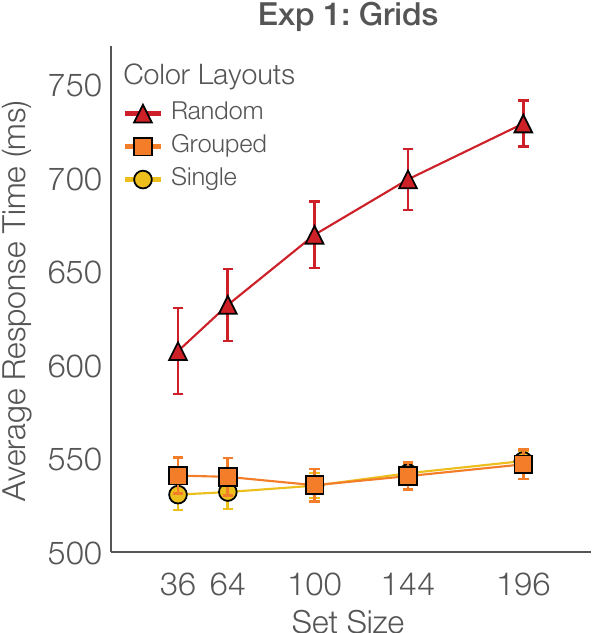 Exp 1: Grids
Average Response Time (ms)
750
700
650
600
550
500
Color Layouts
Random
Grouped
Single
36 64 100 144 196
Set Size